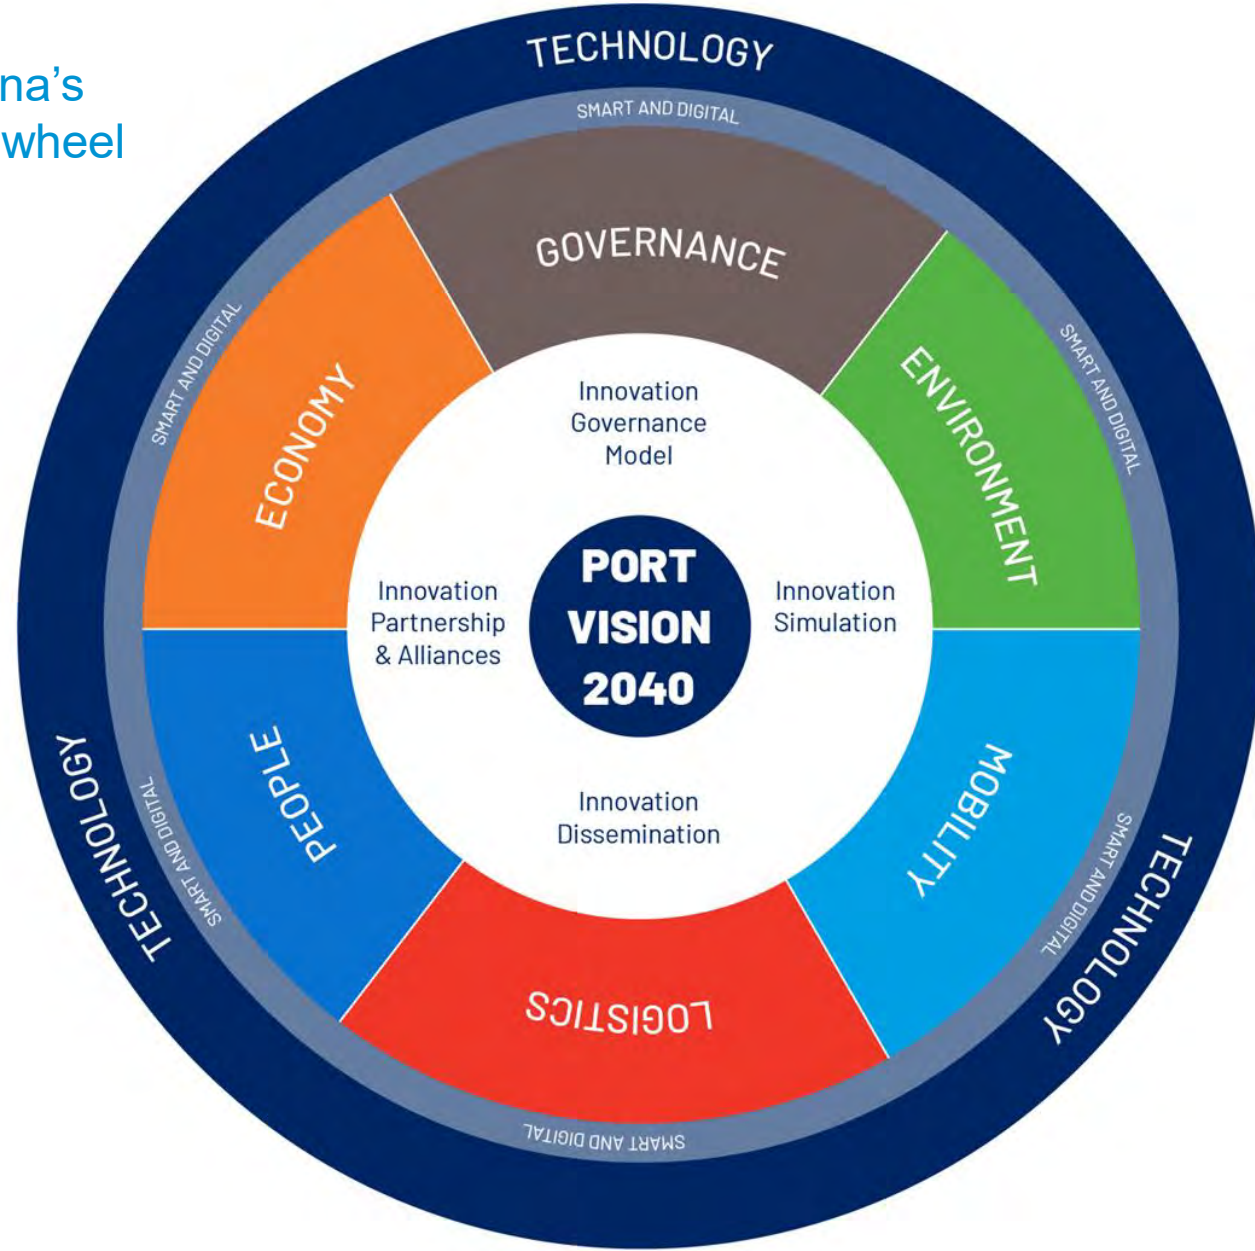 na's
wheel
TECHNOLOGY
SMART AND DIGITAL
GOVERNANCE
SMART AND DIGITAL
ECONOMY
ENVIRONMENT
SMART AND DIGITAL
Innovation
Governance
Model
PORT
VISION
2040
Innovation
Partnership
& Alliances
Innovation
Simulation
Innovation
Dissemination
PEOPLE
SMART AND DIGITAL
TECHNOLOGY
MOBILITY
SMART AND DIGITAL
TECHNOLOGY
LOGISTICS
SMART AND DIGITAL